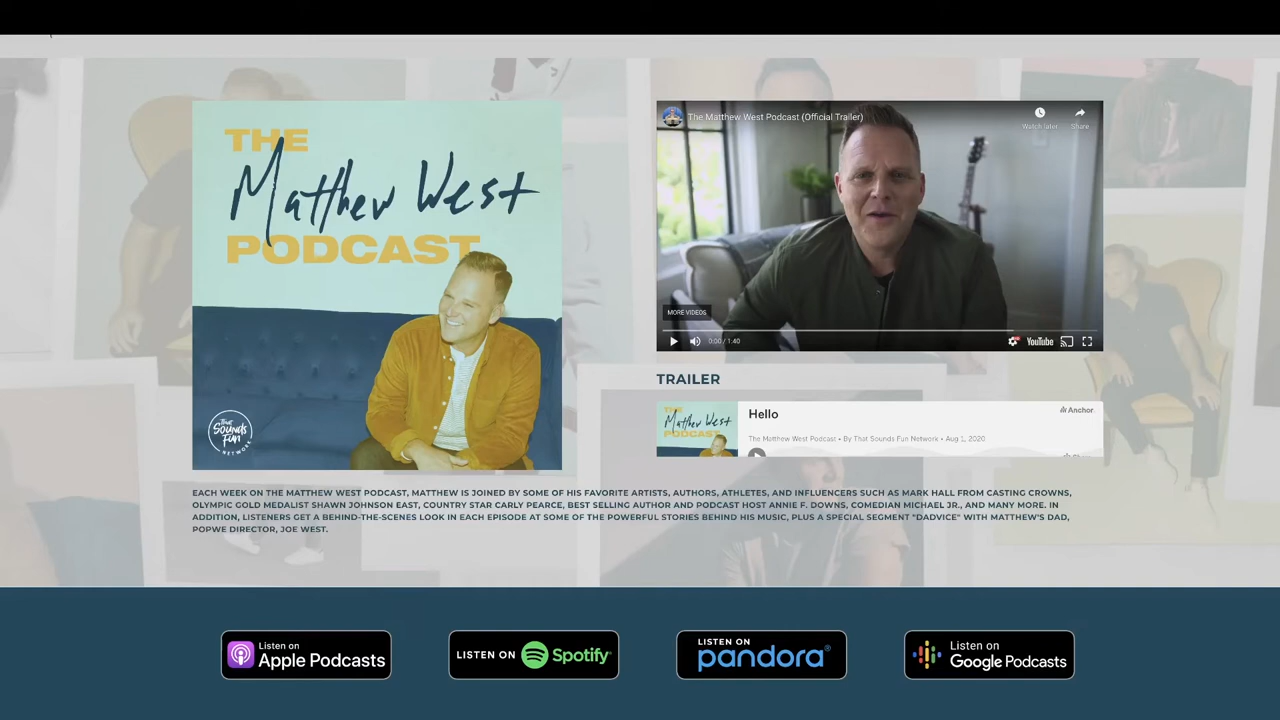 THE
Matthew West
PODCAST
That
Sounds
Fun
NETWORK
The Matthew West Podcast (Official Trailer)
Watch later
Share
MORE VIDEOS
0:00 / 1:40
YouTube
TRAILER
THE
Matthew West
PODCAST
Hello
Anchor
The Matthew West Podcast • By That Sounds Fun Network • Aug 1, 2020
EACH WEEK ON THE MATTHEW WEST PODCAST, MATTHEW IS JOINED BY SOME OF HIS FAVORITE ARTISTS, AUTHORS, ATHLETES, AND INFLUENCERS SUCH AS MARK HALL FROM CASTING CROWNS,
OLYMPIC GOLD MEDALIST SHAWN JOHNSON EAST, COUNTRY STAR CARLY PEARCE, BEST SELLING AUTHOR AND PODCAST HOST ANNIE F. DOWNS, COMEDIAN MICHAEL JR., AND MANY MORE. IN
ADDITION, LISTENERS GET A BEHIND-THE-SCENES LOOK IN EACH EPISODE AT SOME OF THE POWERFUL STORIES BEHIND HIS MUSIC, PLUS A SPECIAL SEGMENT "DADVICE" WITH MATTHEW'S DAD,
POPWE DIRECTOR, JOE WEST.
Listen on
Apple Podcasts
LISTEN ON Spotify
LISTEN ON
pandora
Listen on
Google Podcasts